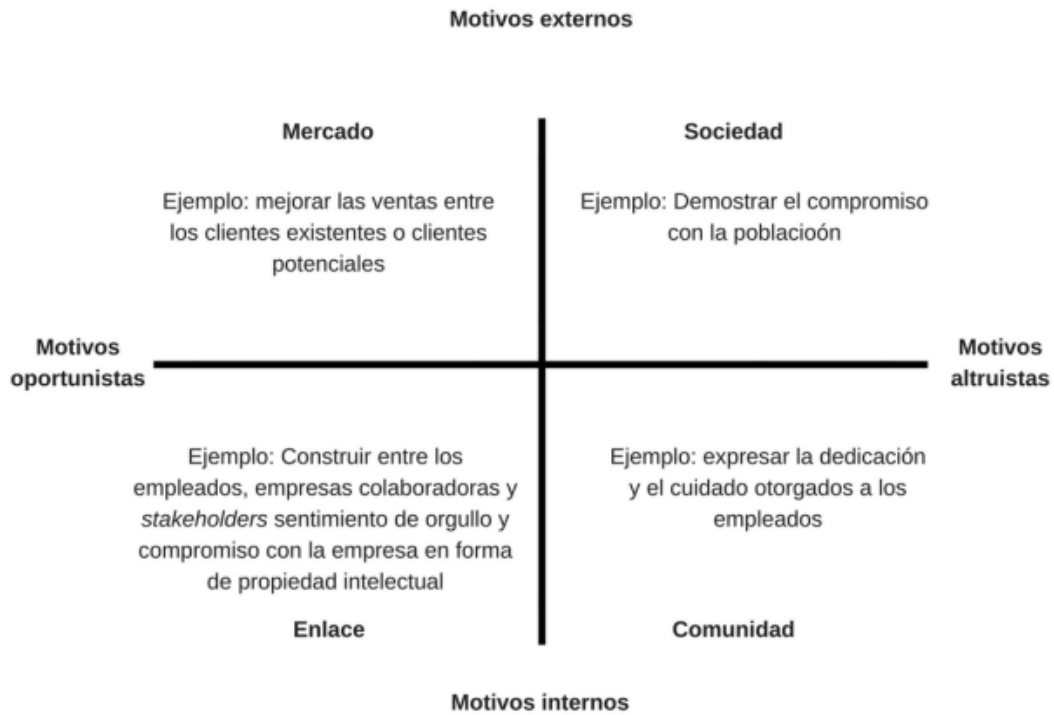 Motivos externos
Mercado
Ejemplo: mejorar las ventas entre
los clientes existentes o clientes
potenciales
Sociedad
Ejemplo: Demostrar el compromiso
con la poblacioón
Motivos
oportunistas
Motivos
altruistas
Ejemplo: Construir entre los
empleados, empresas colaboradoras y
stakeholders sentimiento de orgullo y
compromiso con la empresa en forma
de propiedad intelectual
Enlace
Ejemplo: expresar la dedicación
y el cuidado otorgados a los
empleados
Comunidad
Motivos internos